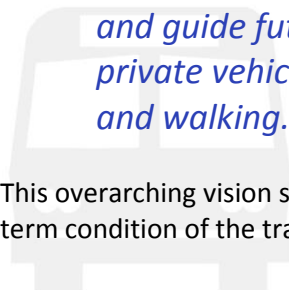 and guide fut
private vehic
and walking.
This overarching vision s
term condition of the tra